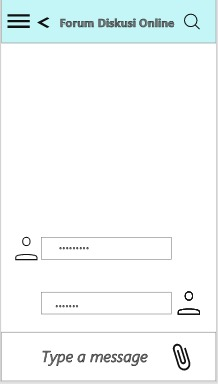 Forum Diskusi Online
.........
.......
Type a message